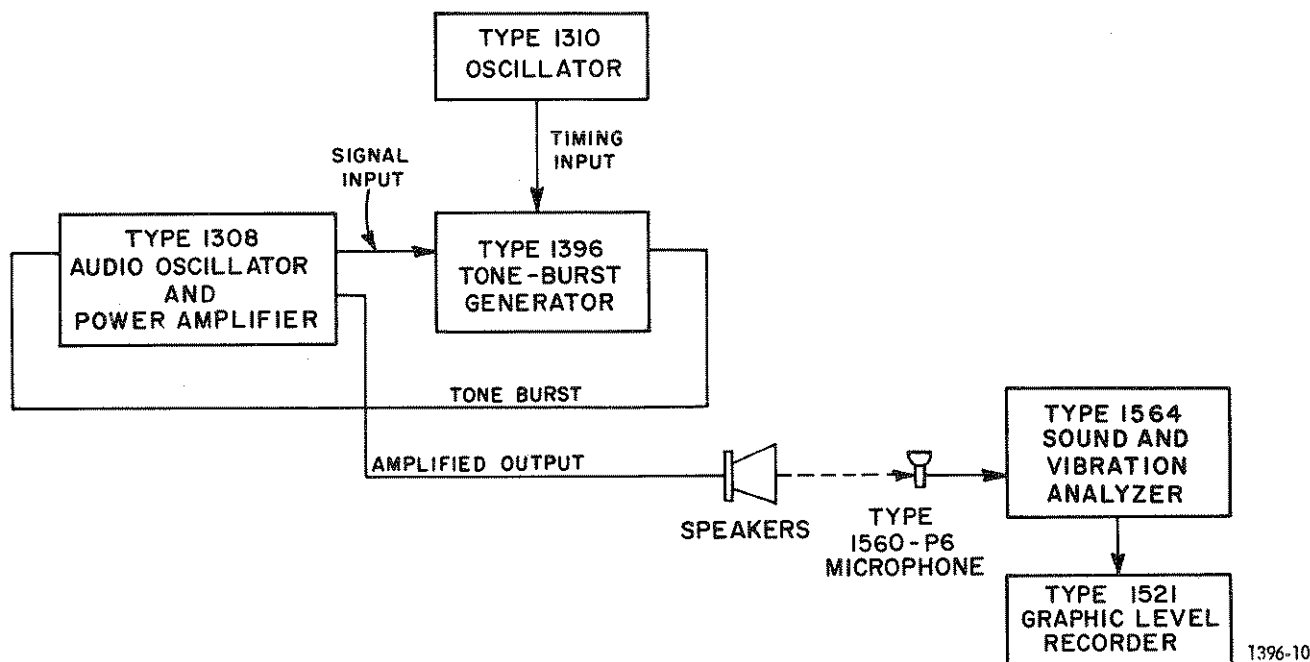 TYPE 1310
OSCILLATOR
TIMING
INPUT
SIGNAL
INPUT
TYPE 1308
AUDIO OSCILLATOR
AND
POWER AMPLIFIER
TYPE 1396
TONE-BURST
GENERATOR
TONE BURST
AMPLIFIED OUTPUT
SPEAKERS
TYPE
1560-P6
MICROPHONE
TYPE 1564
SOUND AND
VIBRATION
ANALYZER
TYPE 1521
GRAPHIC LEVEL
RECORDER
1396-10